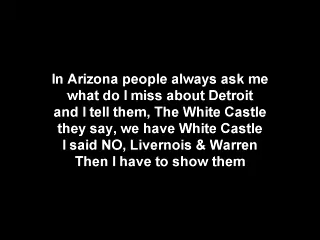 In Arizona people always ask me
what do I miss about Detroit
and I tell them, The White Castle
they say, we have White Castle
I said NO, Livernois & Warren
Then I have to show them